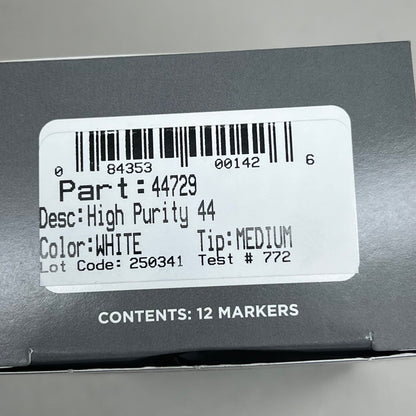 0 84353 00142 6
Part:44729
Desc:High Purity 44
Color:WHITE Tip:MEDIUM
Lot Code: 250341 Test # 772
CONTENTS: 12 MARKERS